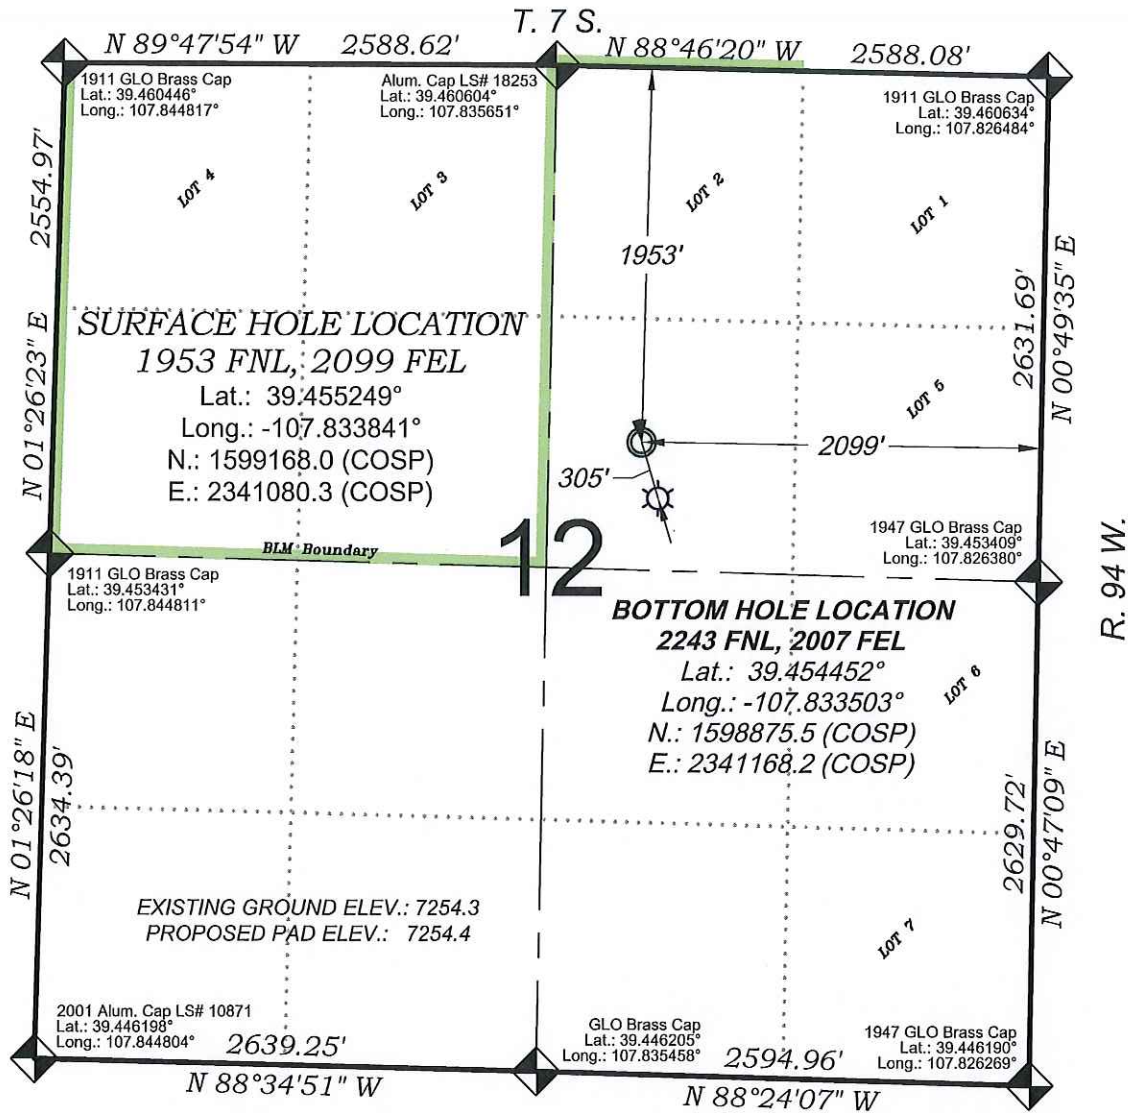 T. 7 S.
N 89°47'54" W 2588.62'
N 88°46'20" W 2588.08'
1911 GLO Brass Cap
Lat.: 39.460446°
Long.: 107.844817°
Alum. Cap LS# 18253
Lat.: 39.460604°
Long.: 107.835651°
1911 GLO Brass Cap
Lat.: 39.460634°
Long.: 107.826484°
N 01°26'23" E 2554.97'
LOT 4
LOT 3
LOT 2
LOT 1
1953'
2631.69'
N 00°49'35" E
SURFACE HOLE LOCATION
1953 FNL, 2099 FEL
Lat.: 39.455249°
Long.: -107.833841°
N.: 1599168.0 (COSP)
E.: 2341080.3 (COSP)
LOT 5
2099'
305'
BLM Boundary
12
1947 GLO Brass Cap
Lat.: 39.453409°
Long.: 107.826380°
R. 94 W.
1911 GLO Brass Cap
Lat.: 39.453431°
Long.: 107.844811°
BOTTOM HOLE LOCATION
2243 FNL, 2007 FEL
Lat.: 39.454452°
Long.: -107.833503°
N.: 1598875.5 (COSP)
E.: 2341168.2 (COSP)
LOT 6
N 01°26'18" E
2634.39'
2629.72'
N 00°47'09" E
EXISTING GROUND ELEV.: 7254.3
PROPOSED PAD ELEV.: 7254.4
LOT 7
2001 Alum. Cap LS# 10871
Lat.: 39.446198°
Long.: 107.844804°
2639.25'
N 88°34'51" W
GLO Brass Cap
Lat.: 39.446205°
Long.: 107.835458°
2594.96'
N 88°24'07" W
1947 GLO Brass Cap
Lat.: 39.446190°
Long.: 107.826269°